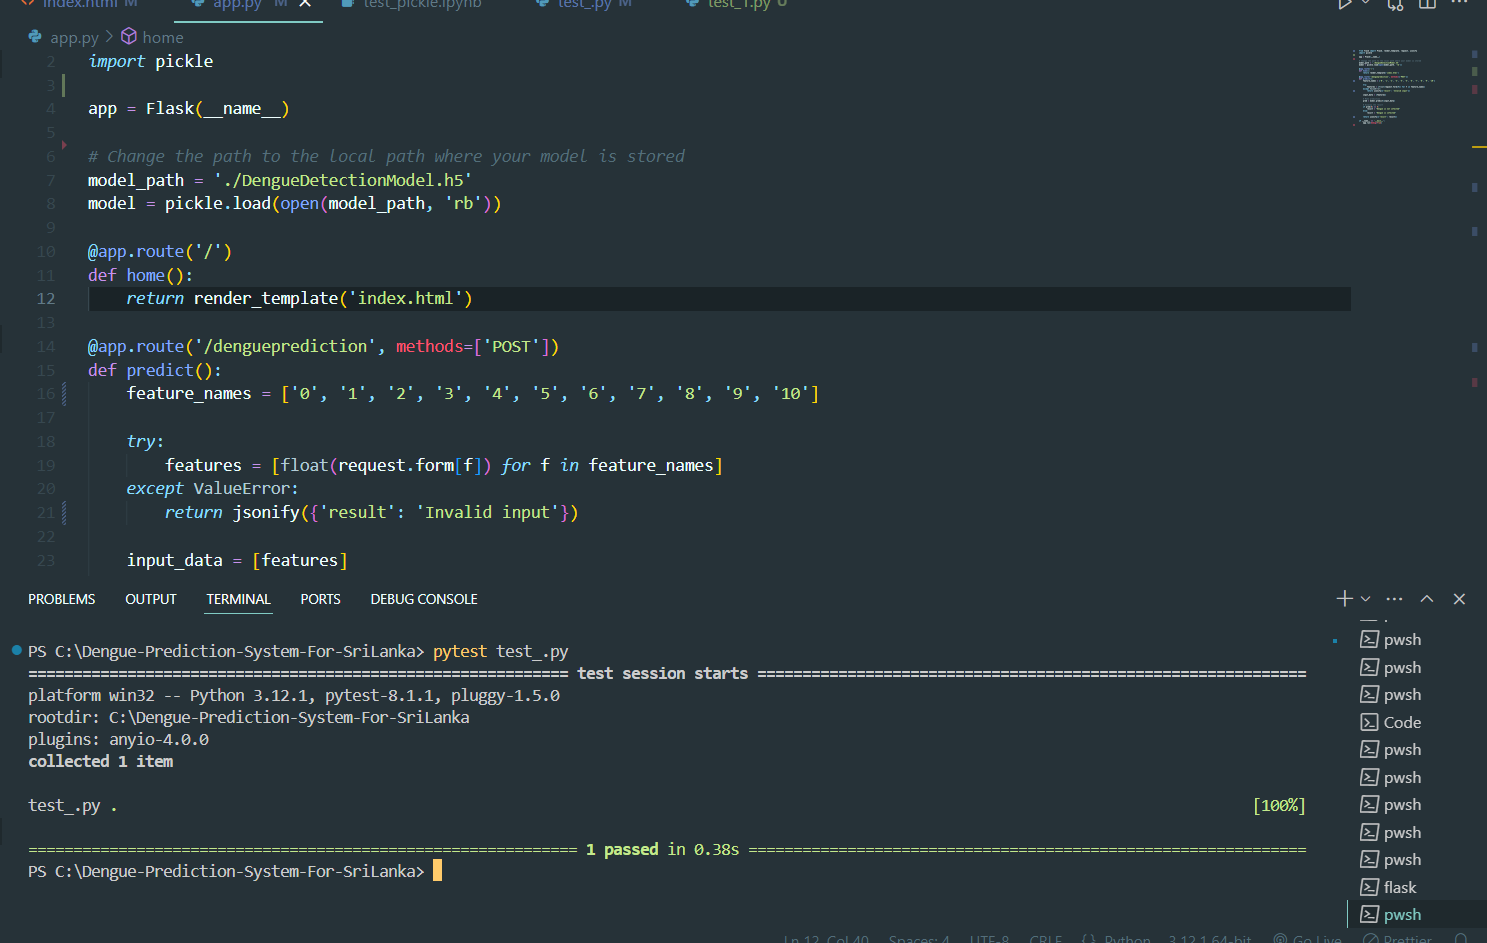 index.html M app.py M test_pickle.ipynb test_.py M test_1.py U
app.py > home
2 import pickle
3
4 app = Flask(__name__)
5
6 # Change the path to the local path where your model is stored
7 model_path = './DengueDetectionModel.h5'
8 model = pickle.load(open(model_path, 'rb'))
9
10 @app.route('/')
11 def home():
12 return render_template('index.html')
13
14 @app.route('/dengueprediction', methods=['POST'])
15 def predict():
16 feature_names = ['0', '1', '2', '3', '4', '5', '6', '7', '8', '9', '10']
17
18 try:
19 features = [float(request.form[f]) for f in feature_names]
20 except ValueError:
21 return jsonify({'result': 'Invalid input'})
22
23 input_data = [features]
PROBLEMS OUTPUT TERMINAL PORTS DEBUG CONSOLE
PS C:\Dengue-Prediction-System-For-SriLanka> pytest test_.py
============================================================ test session starts =============================================================
platform win32 -- Python 3.12.1, pytest-8.1.1, pluggy-1.5.0
rootdir: C:\Dengue-Prediction-System-For-SriLanka
plugins: anyio-4.0.0
collected 1 item
test_.py . [100%]
============================================================= 1 passed in 0.38s ==============================================================
PS C:\Dengue-Prediction-System-For-SriLanka>
pwsh
pwsh
pwsh
Code
pwsh
pwsh
pwsh
pwsh
pwsh
flask
pwsh
Ln 12, Col 40 Spaces: 4 UTF-8 CRLF {} Python 3.12.1 64-bit Go Live Prettier